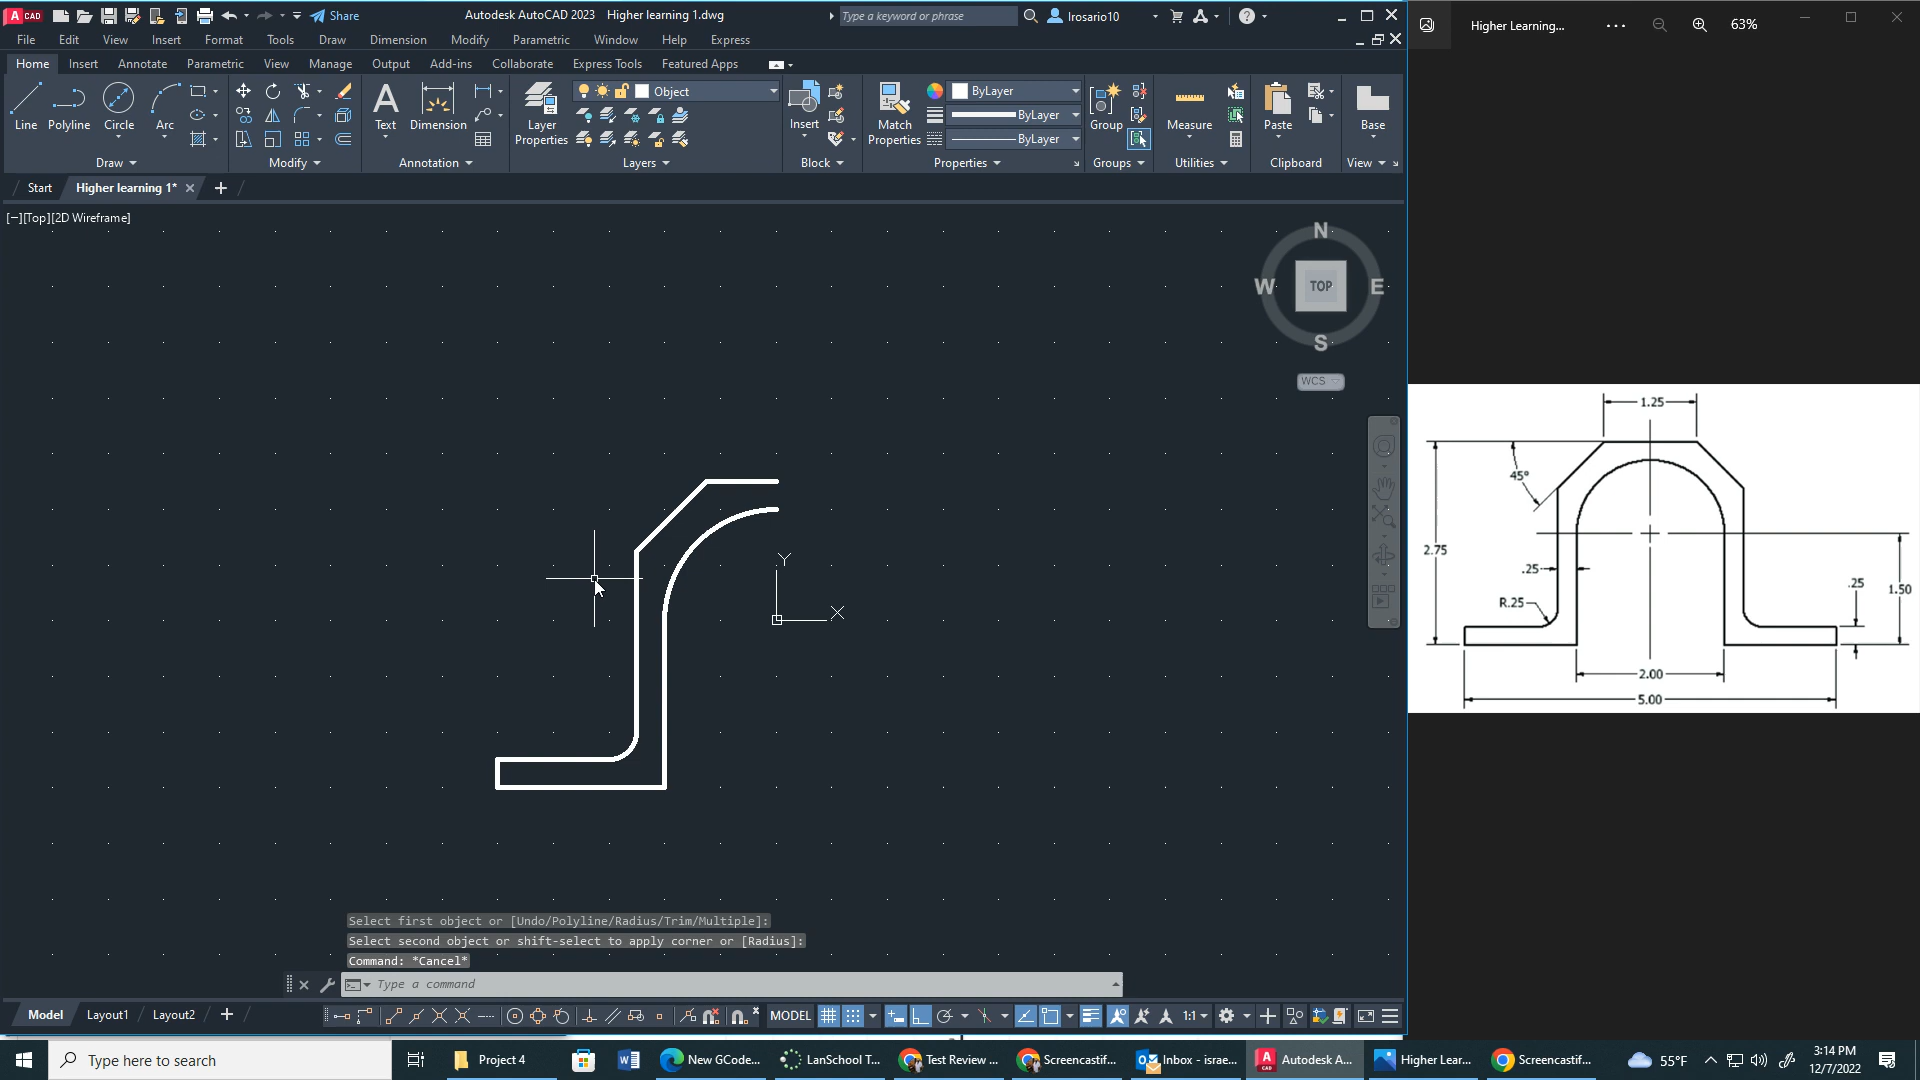 CAD Share Autodesk AutoCAD 2023 Higher learning 1.dwg Type a keyword or phrase lrosario10
File Edit View Insert Format Tools Draw Dimension Modify Parametric Window Help Express
Home Insert Annotate Parametric View Manage Output Add-ins Collaborate Express Tools Featured Apps
Object ByLayer
ByLayer
ByLayer
Line Polyline Circle Arc Text Dimension Layer Properties Insert Match Properties Group Measure Paste Base
Draw Modify Annotation Layers Block Properties Groups Utilities Clipboard View
Start Higher learning 1*
[−][Top][2D Wireframe]
N
W TOP E
S
WCS
Y
X
Select first object or [Undo/Polyline/Radius/Trim/Multiple]:
Select second object or shift-select to apply corner or [Radius]:
Command: *Cancel*
Type a command
Model Layout1 Layout2 MODEL 1:1
Higher Learning... 63%
1.25
45°
2.75
.25
.25
1.50
R.25
2.00
5.00
Type here to search
Project 4
New GCode...
LanSchool T...
Test Review ...
Screencastif...
Inbox - israe...
Autodesk A...
Higher Lear...
Screencastif...
55°F
3:14 PM
12/7/2022